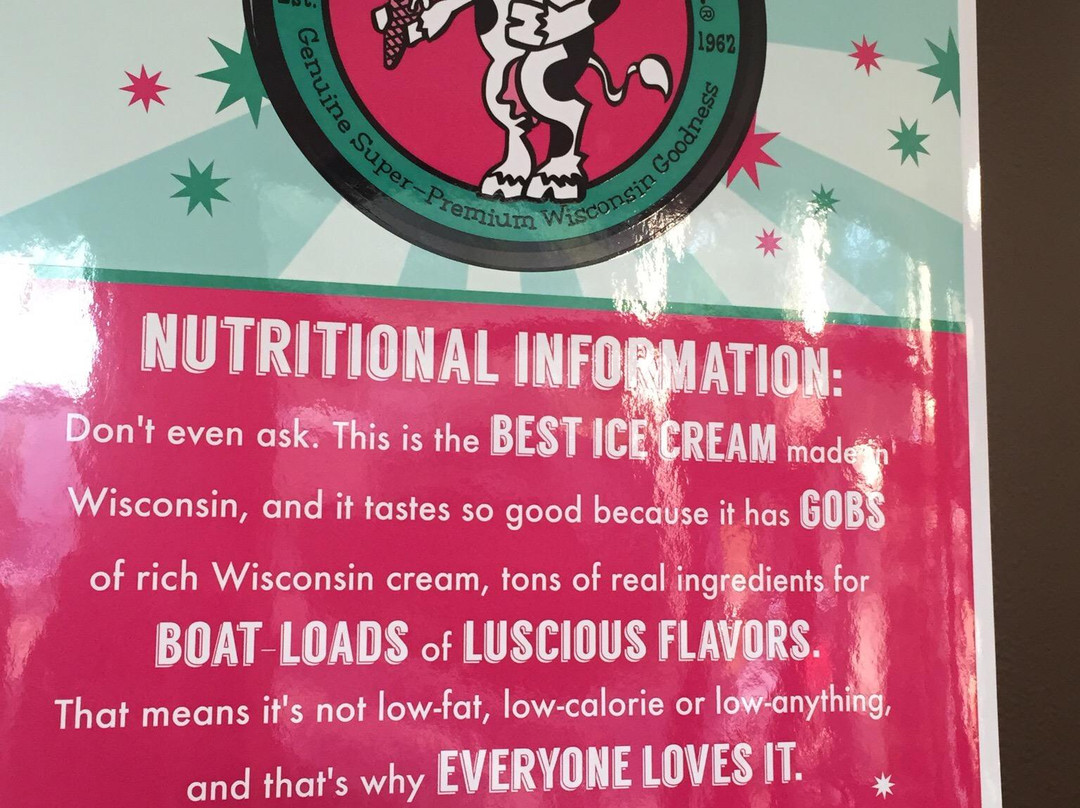 Est.
® 1962
Genuine Super-Premium Wisconsin Goodness
NUTRITIONAL INFORMATION:
Don't even ask. This is the BEST ICE CREAM made in
Wisconsin, and it tastes so good because it has GOBS
of rich Wisconsin cream, tons of real ingredients for
BOAT-LOADS of LUSCIOUS FLAVORS.
That means it's not low-fat, low-calorie or low-anything,
and that's why EVERYONE LOVES IT.